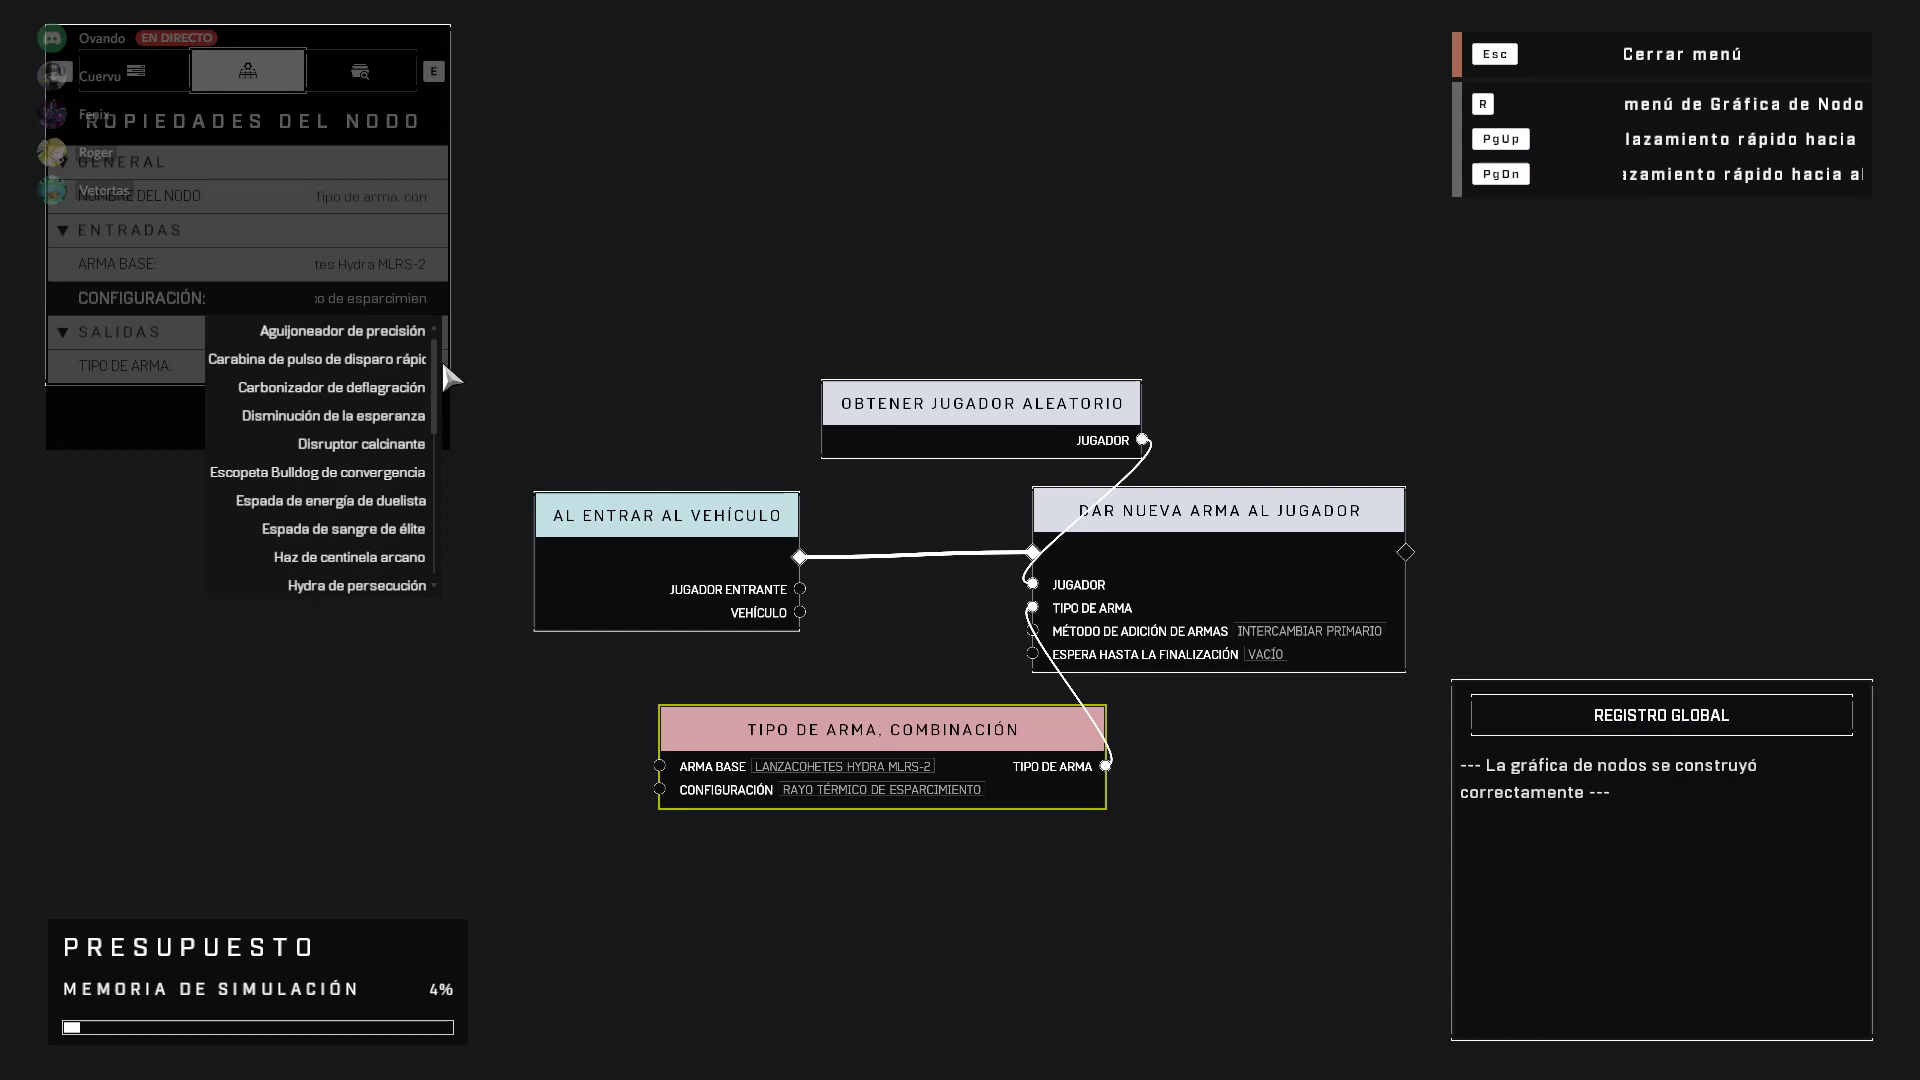 Ovando EN DIRECTO
Cuervu
E
Fenix
ROPIEDADES DEL NODO
Roger
GENERAL
Vetortas
NOMBRE DEL NODO: Tipo de arma, con
ENTRADAS
ARMA BASE: tes Hydra MLRS-2
CONFIGURACIÓN: o de esparcimien
SALIDAS
TIPO DE ARMA:
Aguijoneador de precisión
Carabina de pulso de disparo rápic
Carbonizador de deflagración
Disminución de la esperanza
Disruptor calcinante
Escopeta Bulldog de convergencia
Espada de energía de duelista
Espada de sangre de élite
Haz de centinela arcano
Hydra de persecución
Esc Cerrar menú
R menú de Gráfica de Nodo
PgUp lazamiento rápido hacia
PgDn azamiento rápido hacia al
OBTENER JUGADOR ALEATORIO
JUGADOR
AL ENTRAR AL VEHÍCULO
JUGADOR ENTRANTE
VEHÍCULO
DAR NUEVA ARMA AL JUGADOR
JUGADOR
TIPO DE ARMA
MÉTODO DE ADICIÓN DE ARMAS INTERCAMBIAR PRIMARIO
ESPERA HASTA LA FINALIZACIÓN VACÍO
TIPO DE ARMA, COMBINACIÓN
ARMA BASE LANZACOHETES HYDRA MLRS-2 TIPO DE ARMA
CONFIGURACIÓN RAYO TÉRMICO DE ESPARCIMIENTO
REGISTRO GLOBAL
--- La gráfica de nodos se construyó
correctamente ---
PRESUPUESTO
MEMORIA DE SIMULACIÓN 4%